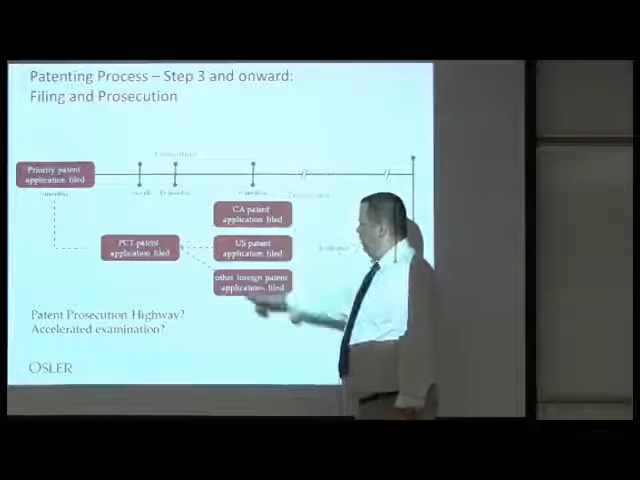 Patenting Process – Step 3 and onward:
Filing and Prosecution
Priority patent
application filed
CA patent
application filed
PCT patent
application filed
US patent
application filed
other foreign patent
applications filed
Patent Prosecution Highway?
Accelerated examination?
OSLER